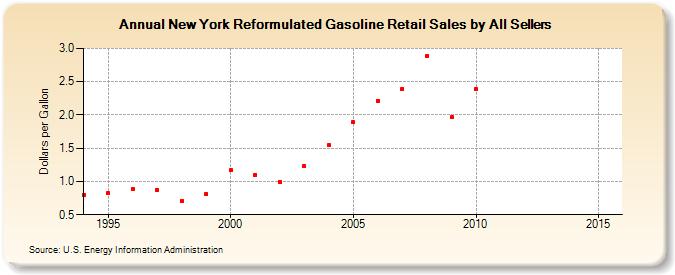 Annual New York Reformulated Gasoline Retail Sales by All Sellers
Dollars per Gallon
3.0
2.5
2.0
1.5
1.0
0.5
1995 2000 2005 2010 2015
Source: U.S. Energy Information Administration